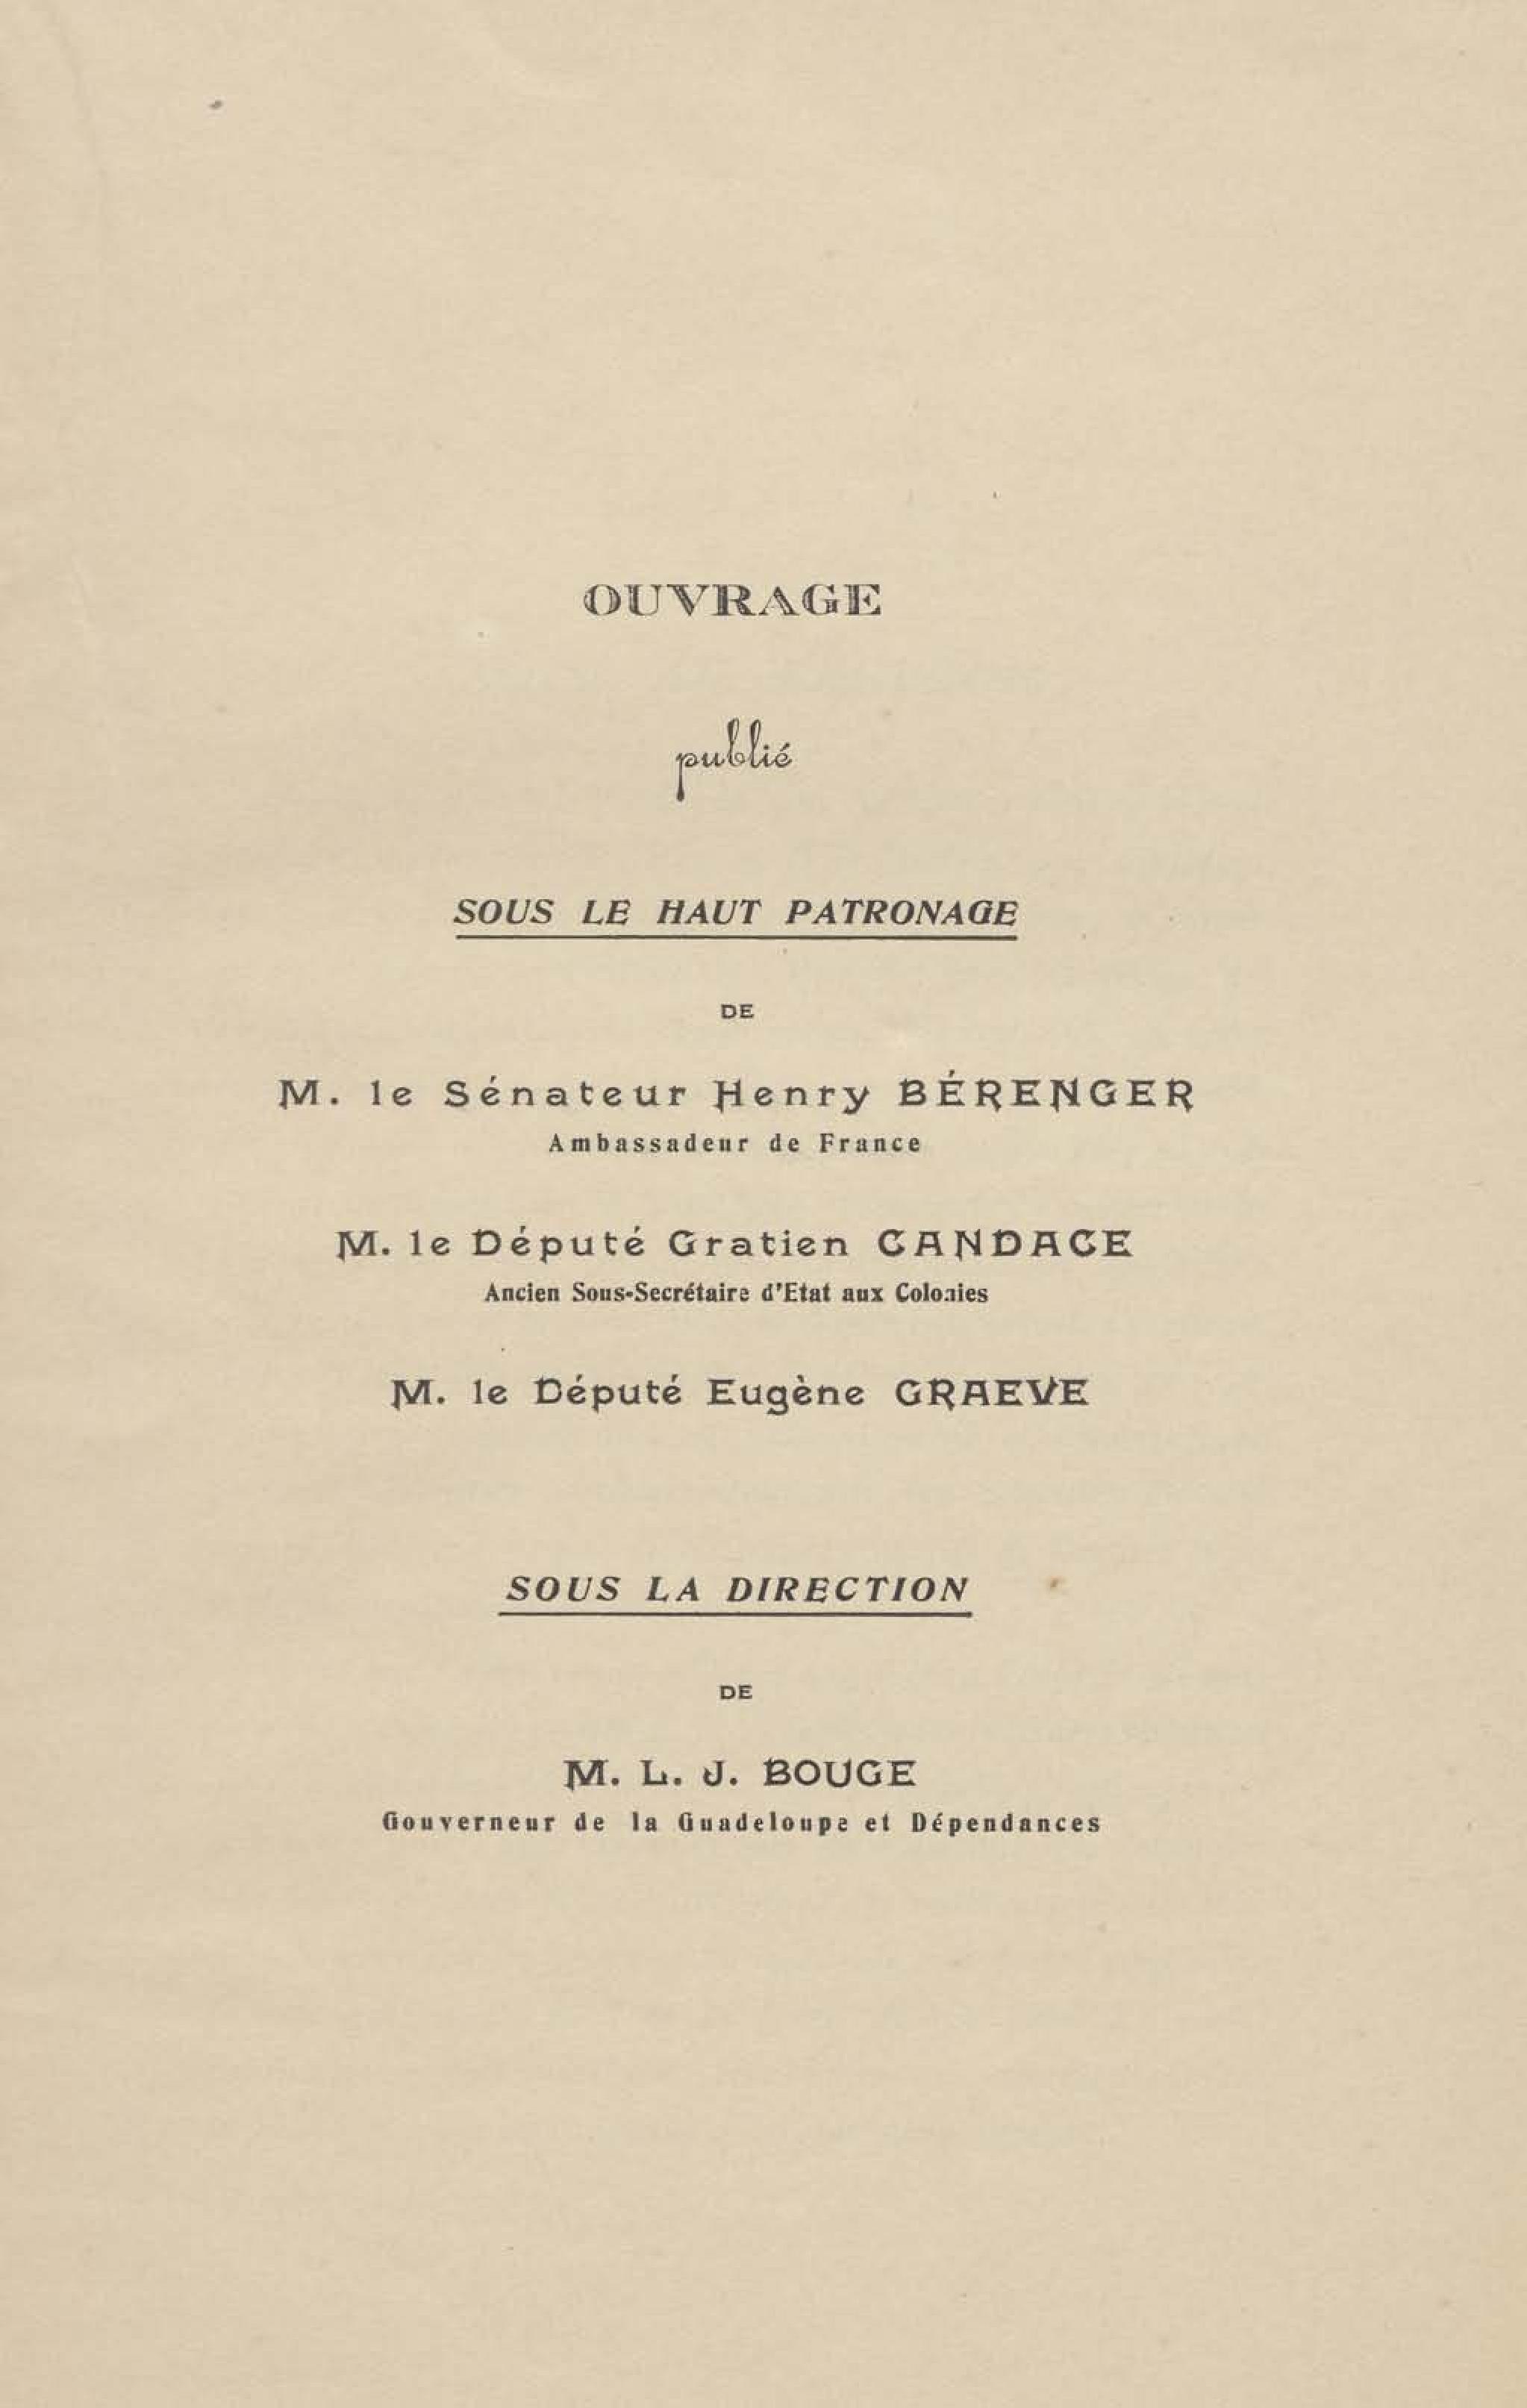 OUVRAGE
publié
SOUS LE HAUT PATRONAGE
DE
M. le Sénateur Henry BÉRENGER
Ambassadeur de France
M. le Député Gratien CANDACE
Ancien Sous-Secrétaire d'Etat aux Colonies
M. le Député Eugène GRAEVE
SOUS LA DIRECTION
DE
M. L. J. BOUGE
Gouverneur de la Guadeloupe et Dépendances